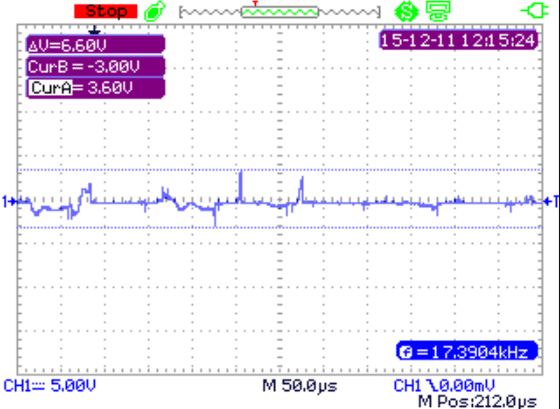 Stop
T
S
ΔV=6.60V
15-12-11 12:15:24
CurB = -3.00V
CurA= 3.60V
1
T
f = 17.3904kHz
CH1 5.00V M 50.0μs CH1 0.00mV
M Pos:212.0μs